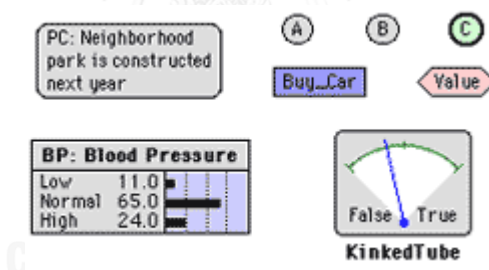 PC: Neighborhood
park is constructed
next year
A B C
Buy_Car Value
BP: Blood Pressure
Low 11.0
Normal 65.0
High 24.0
False True
KinkedTube